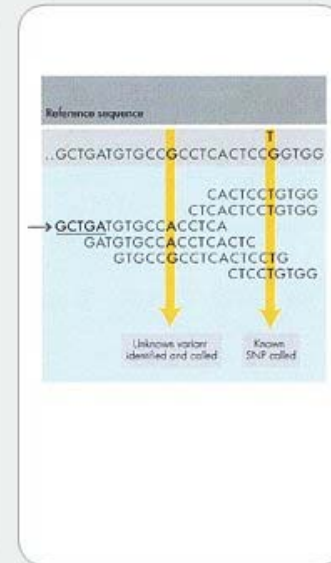 Reference sequence
T
..GCTGATGTGCCGCCTCACTCCGGTGG
CACTCCTGTGG
CTCACTCCTGTGG
GCTGATGTGCCACCTCA
GATGTGCCACCTCACTC
GTGCCGCCTCACTCCTG
CTCCTGTGG
Unknown variant
identified and called
Known
SNP called